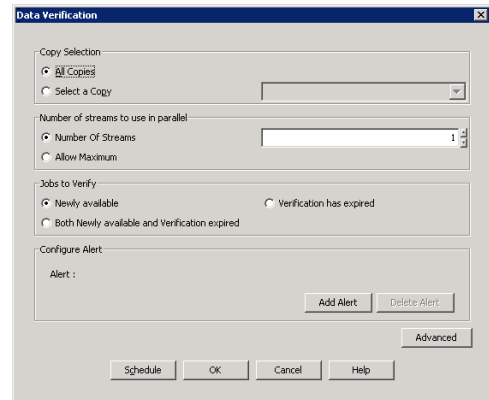 Data Verification
Copy Selection
All Copies
Select a Copy
Number of streams to use in parallel
Number Of Streams 1
Allow Maximum
Jobs to Verify
Newly available Verification has expired
Both Newly available and Verification expired
Configure Alert
Alert :
Add Alert Delete Alert
Advanced
Schedule OK Cancel Help